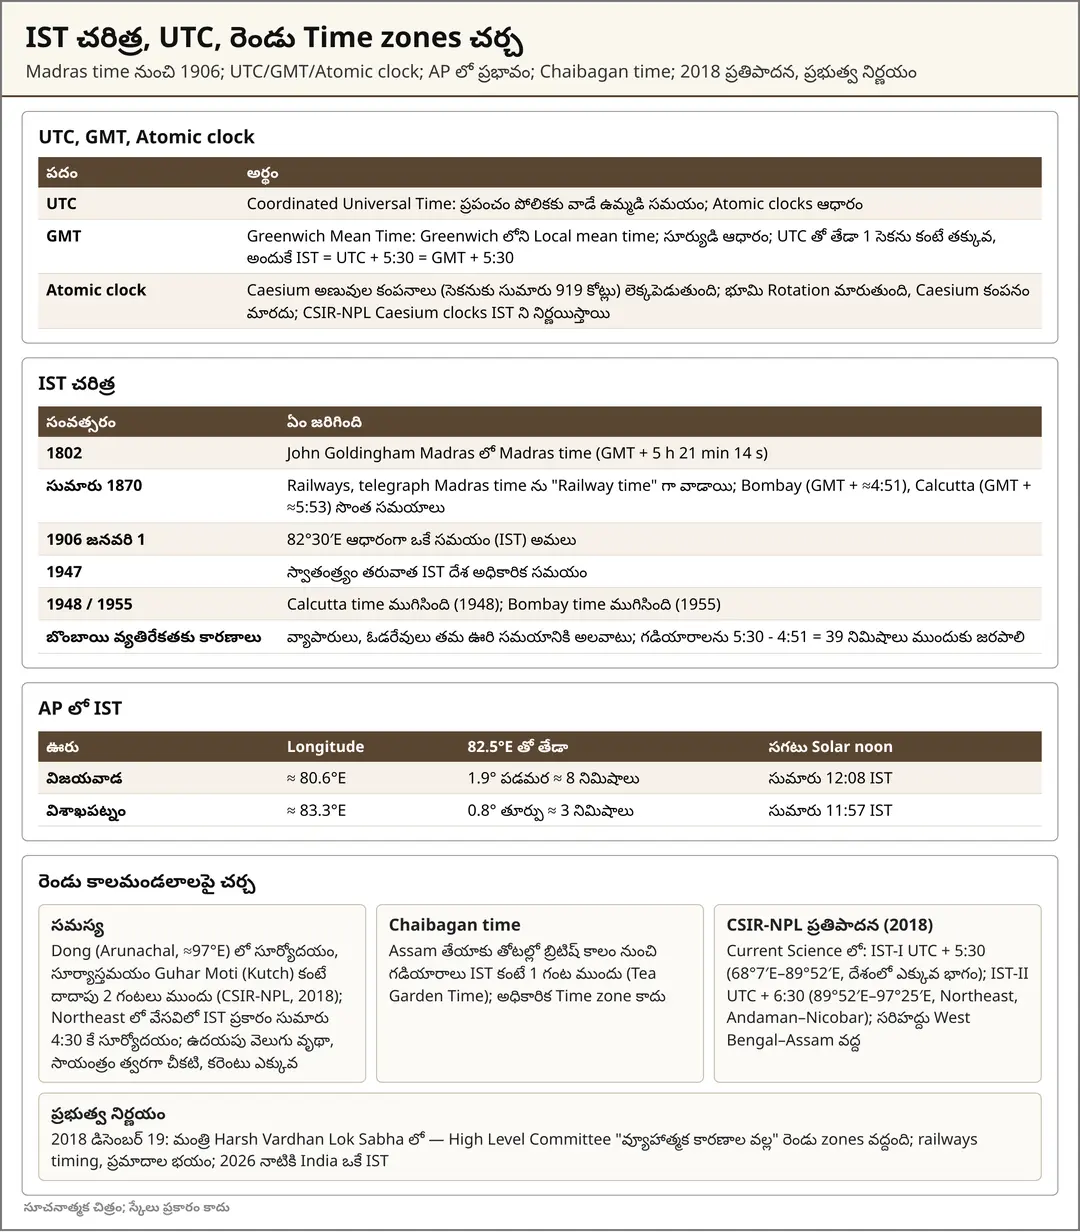 IST చరిత్ర, UTC, రెండు Time zones చర్చ
Madras time నుంచి 1906; UTC/GMT/Atomic clock; AP లో ప్రభావం; Chaibagan time; 2018 ప్రతిపాదన, ప్రభుత్వ నిర్ణయం
UTC, GMT, Atomic clock
పదం అర్థం
UTC Coordinated Universal Time: ప్రపంచం పోలికకు వాడే ఉమ్మడి సమయం; Atomic clocks ఆధారం
GMT Greenwich Mean Time: Greenwich లోని Local mean time; సూర్యుడి ఆధారం; UTC తో తేడా 1 సెకను కంటే తక్కువ,
అందుకే IST = UTC + 5:30 = GMT + 5:30
Atomic clock Caesium అణువుల కంపనాలు (సెకనుకు సుమారు 919 కోట్లు) లెక్కపెడుతుంది; భూమి Rotation మారుతుంది, Caesium కంపనం
మారదు; CSIR-NPL Caesium clocks IST ని నిర్ణయిస్తాయి
IST చరిత్ర
సంవత్సరం ఏం జరిగింది
1802 John Goldingham Madras లో Madras time (GMT + 5 h 21 min 14 s)
సుమారు 1870 Railways, telegraph Madras time ను "Railway time" గా వాడాయి; Bombay (GMT + ≈4:51), Calcutta (GMT +
≈5:53) సొంత సమయాలు
1906 జనవరి 1 82°30′E ఆధారంగా ఒకే సమయం (IST) అమలు
1947 స్వాతంత్ర్యం తరువాత IST దేశ అధికారిక సమయం
1948 / 1955 Calcutta time ముగిసింది (1948); Bombay time ముగిసింది (1955)
బొంబాయి వ్యతిరేకతకు కారణాలు వ్యాపారులు, ఓడరేవులు తమ ఊరి సమయానికి అలవాటు; గడియారాలను 5:30 - 4:51 = 39 నిమిషాలు ముందుకు జరపాలి
AP లో IST
ఊరు Longitude 82.5°E తో తేడా సగటు Solar noon
విజయవాడ ≈ 80.6°E 1.9° పడమర ≈ 8 నిమిషాలు సుమారు 12:08 IST
విశాఖపట్నం ≈ 83.3°E 0.8° తూర్పు ≈ 3 నిమిషాలు సుమారు 11:57 IST
రెండు కాలమండలాలపై చర్చ
సమస్య
Dong (Arunachal, ≈97°E) లో సూర్యోదయం,
సూర్యాస్తమయం Guhar Moti (Kutch) కంటే
దాదాపు 2 గంటలు ముందు (CSIR-NPL, 2018);
Northeast లో వేసవిలో IST ప్రకారం సుమారు
4:30 కే సూర్యోదయం; ఉదయపు వెలుగు వృథా,
సాయంత్రం త్వరగా చీకటి, కరెంటు ఎక్కువ
Chaibagan time
Assam తేయాకు తోటల్లో బ్రిటిష్ కాలం నుంచి
గడియారాలు IST కంటే 1 గంట ముందు (Tea
Garden Time); అధికారిక Time zone కాదు
CSIR-NPL ప్రతిపాదన (2018)
Current Science లో: IST-I UTC + 5:30
(68°7′E–89°52′E, దేశంలో ఎక్కువ భాగం); IST-II
UTC + 6:30 (89°52′E–97°25′E, Northeast,
Andaman–Nicobar); సరిహద్దు West
Bengal–Assam వద్ద
ప్రభుత్వ నిర్ణయం
2018 డిసెంబర్ 19: మంత్రి Harsh Vardhan Lok Sabha లో — High Level Committee "వ్యూహాత్మక కారణాల వల్ల" రెండు zones వద్దంది; railways
timing, ప్రమాదాల భయం; 2026 నాటికి India ఒకే IST
సూచనాత్మక చిత్రం; స్కేలు ప్రకారం కాదు